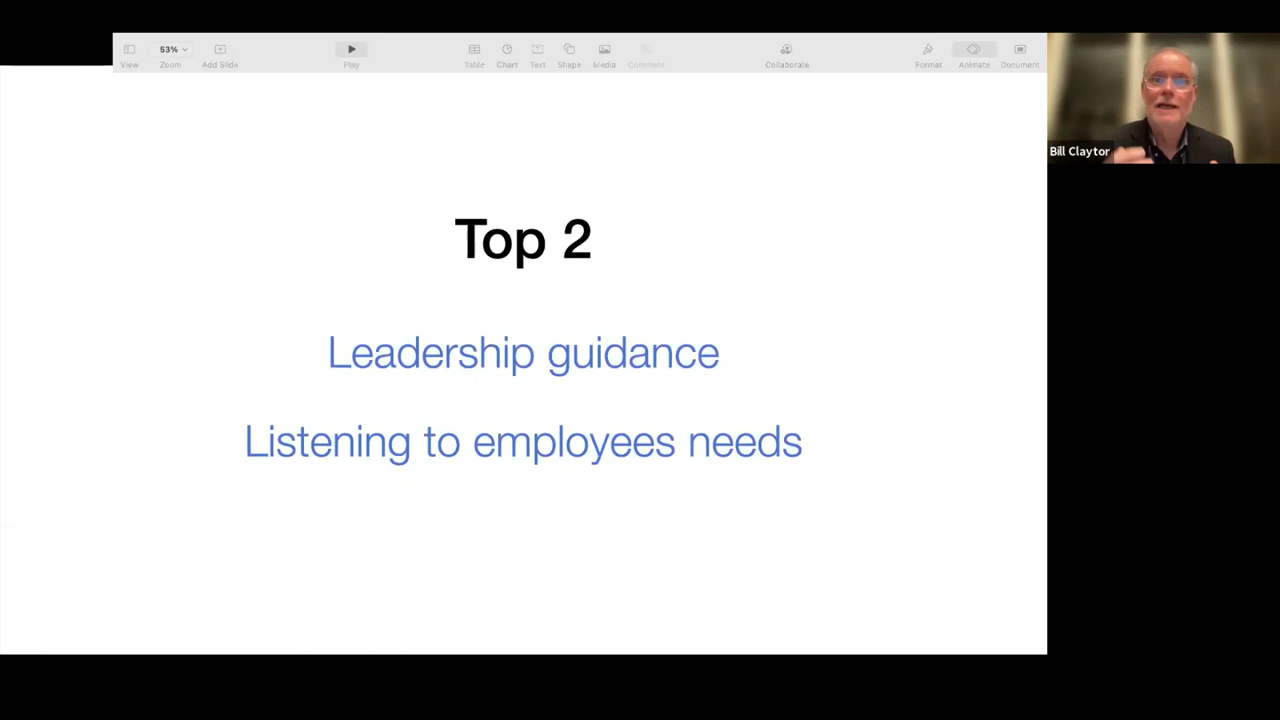 53%
View
Zoom
Add Slide
Play
Table
Chart
Text
Shape
Media
Comment
Collaborate
Format
Animate
Document
Bill Claytor
Top 2
Leadership guidance
Listening to employees needs